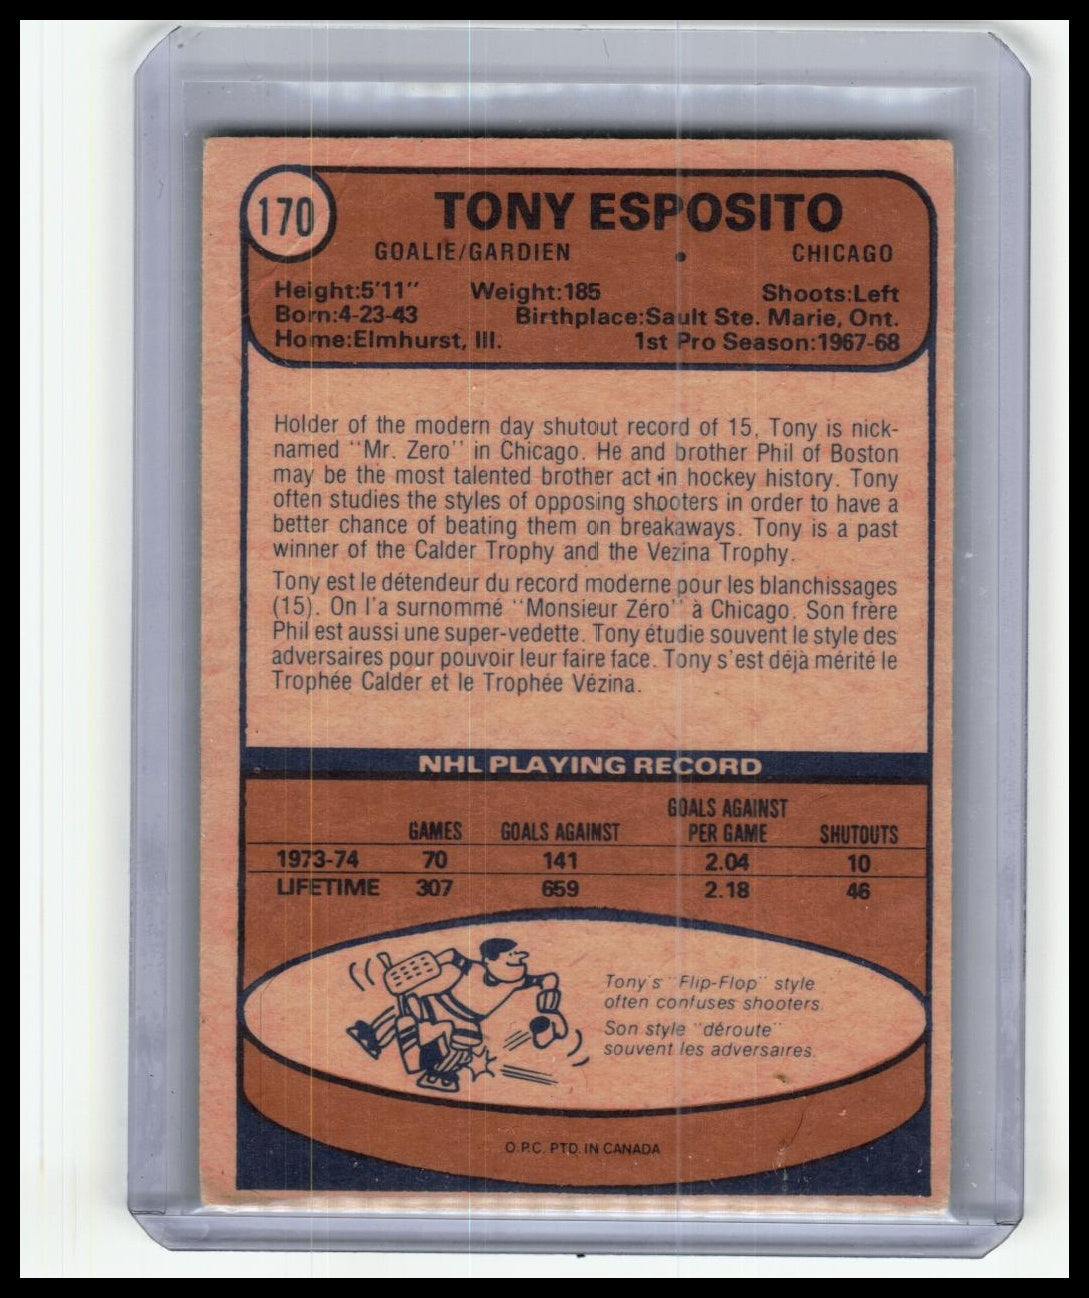 170
TONY ESPOSITO
GOALIE/GARDIEN • CHICAGO
Height:5'11" Weight:185 Shoots:Left
Born:4-23-43 Birthplace:Sault Ste. Marie, Ont.
Home:Elmhurst, Ill. 1st Pro Season:1967-68
Holder of the modern day shutout record of 15, Tony is nick-
named "Mr. Zero" in Chicago. He and brother Phil of Boston
may be the most talented brother act in hockey history. Tony
often studies the styles of opposing shooters in order to have a
better chance of beating them on breakaways. Tony is a past
winner of the Calder Trophy and the Vezina Trophy.
Tony est le détendeur du record moderne pour les blanchissages
(15). On l'a surnommé "Monsieur Zéro" à Chicago. Son frère
Phil est aussi une super-vedette. Tony étudie souvent le style des
adversaires pour pouvoir leur faire face. Tony s'est déjà mérité le
Trophée Calder et le Trophée Vézina.
NHL PLAYING RECORD
GOALS AGAINST
GAMES GOALS AGAINST PER GAME SHUTOUTS
1973-74 70 141 2.04 10
LIFETIME 307 659 2.18 46
Tony's "Flip-Flop" style
often confuses shooters.
Son style "déroute"
souvent les adversaires.
O.P.C. PTD. IN CANADA